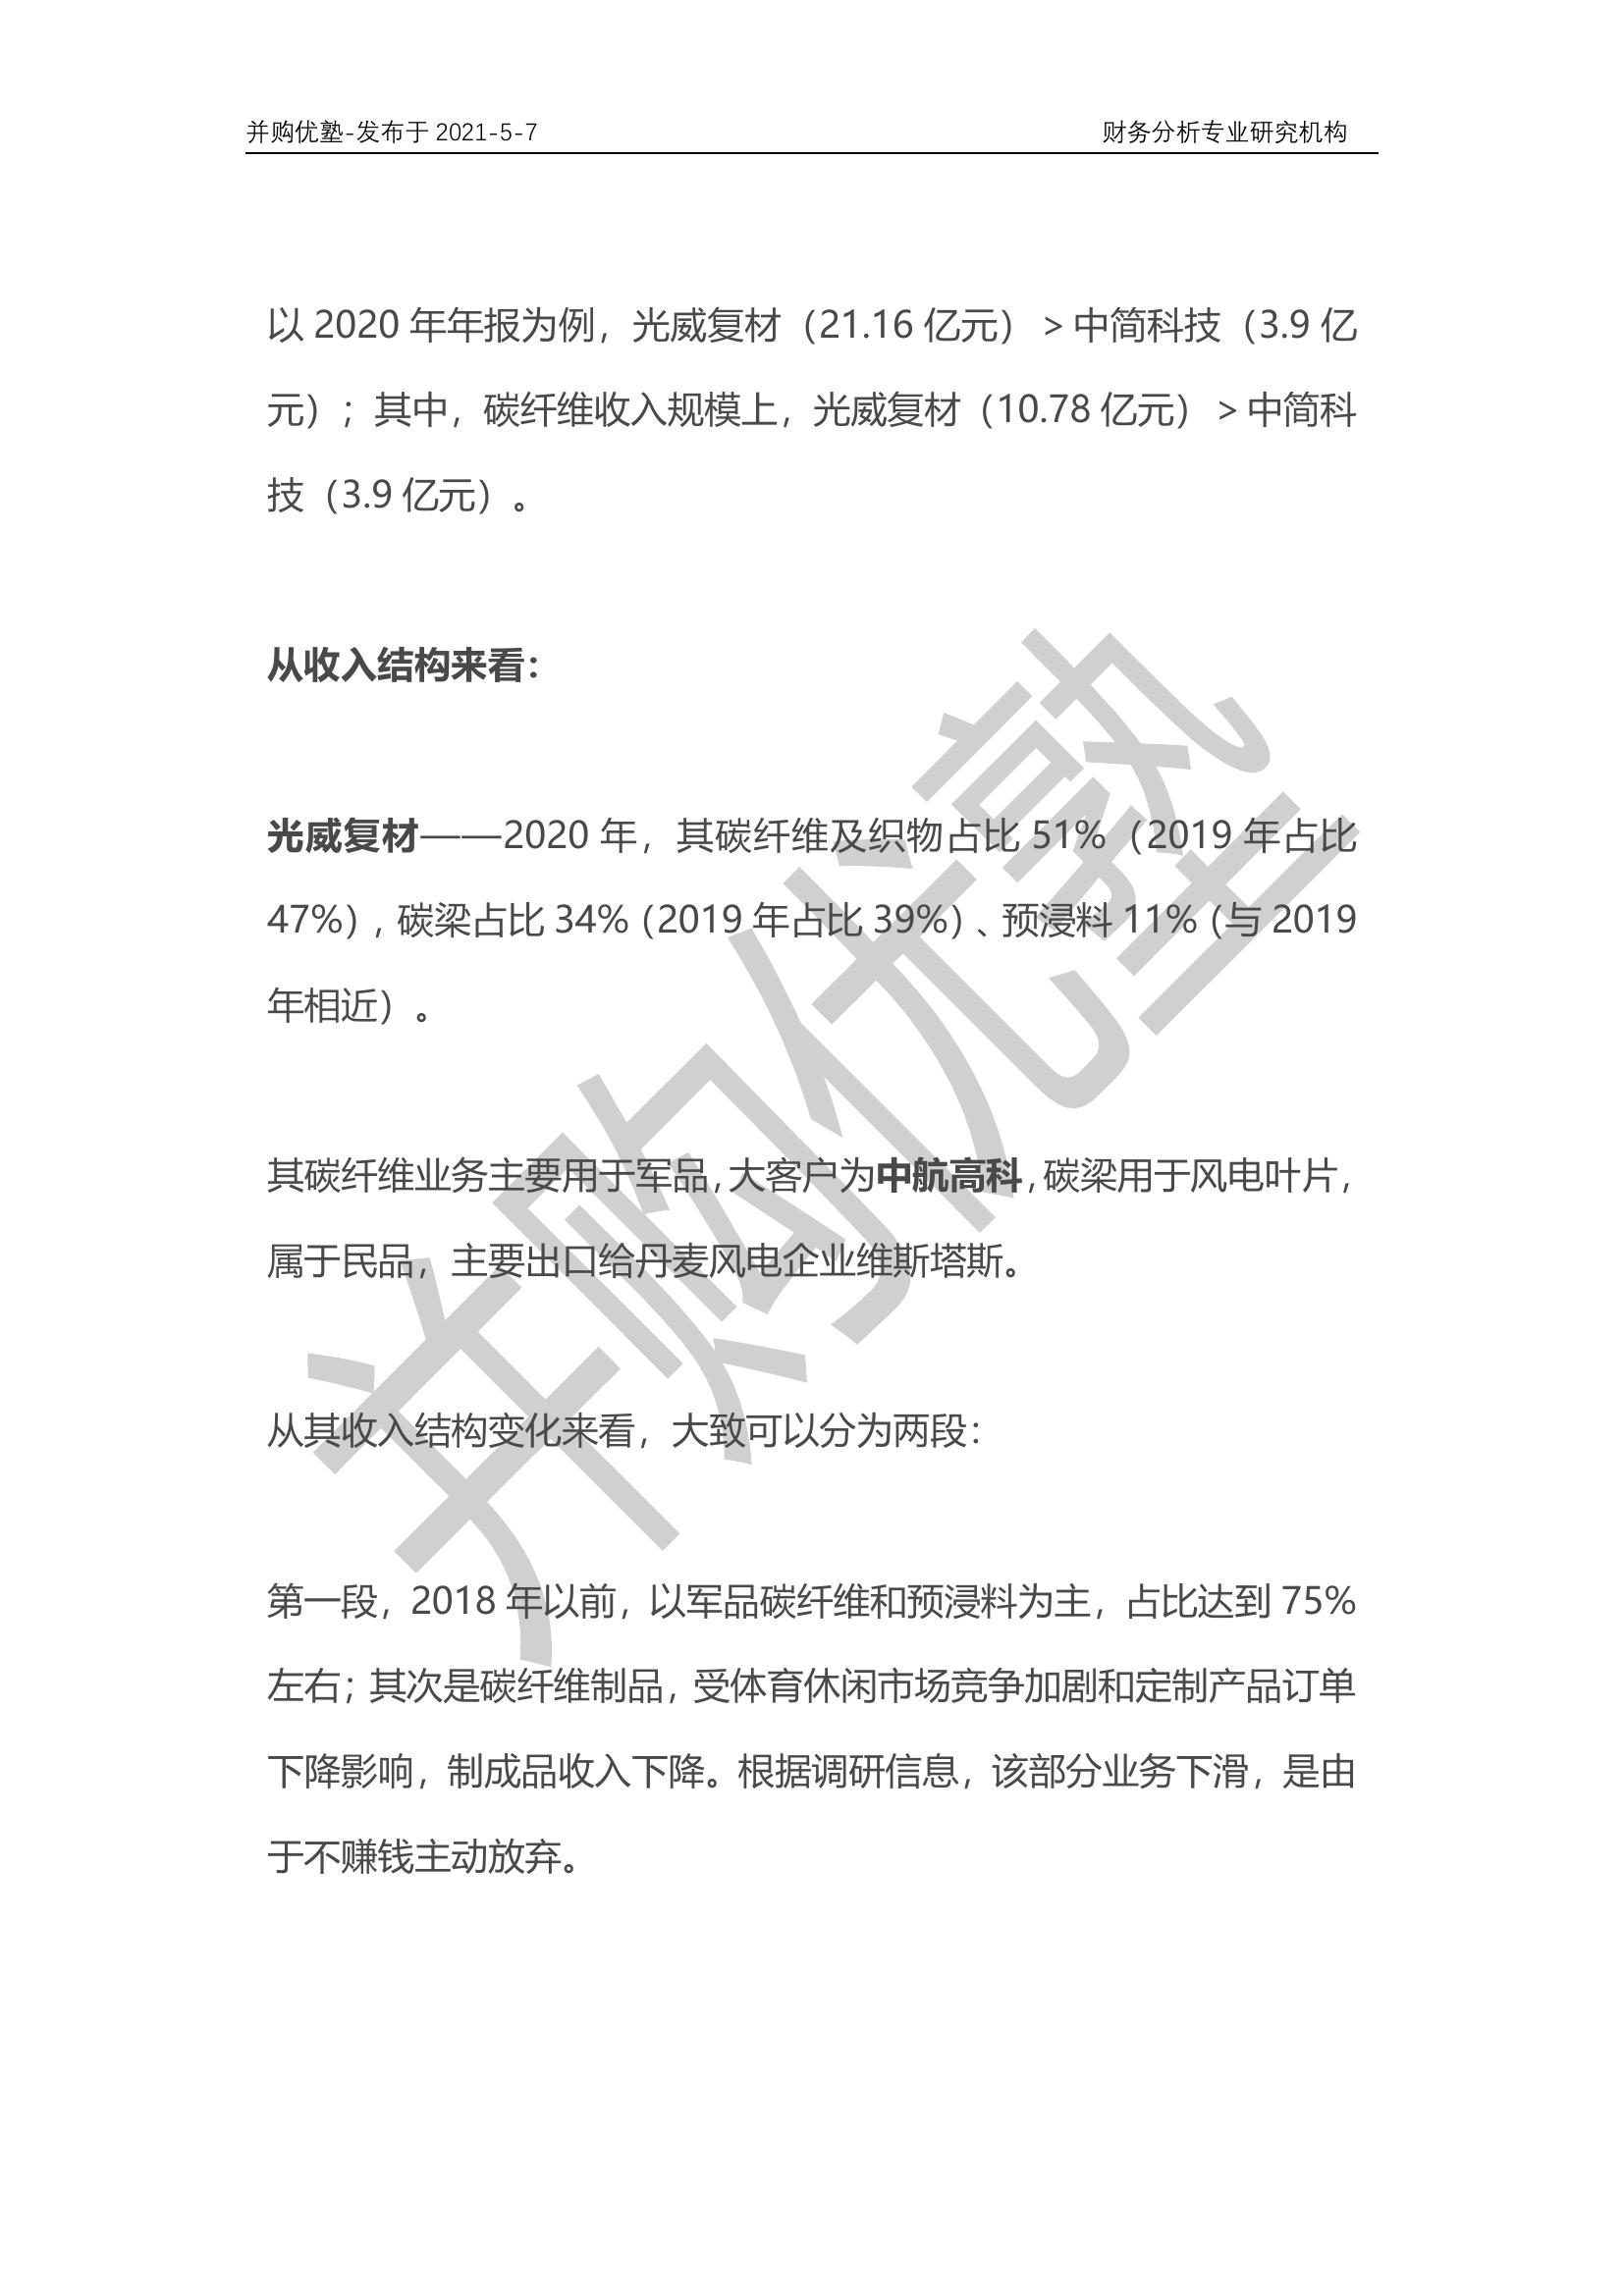 并购优塾-发布于 2021-5-7 财务分析专业研究机构
以 2020 年年报为例，光威复材（21.16 亿元）＞中简科技（3.9 亿
元）；其中，碳纤维收入规模上，光威复材（10.78 亿元）＞中简科
技（3.9 亿元）。
从收入结构来看：
光威复材——2020 年，其碳纤维及织物占比 51%（2019 年占比
47%），碳梁占比 34%（2019 年占比 39%）、预浸料 11%（与 2019
年相近）。
其碳纤维业务主要用于军品，大客户为中航高科，碳梁用于风电叶片，
属于民品，主要出口给丹麦风电企业维斯塔斯。
从其收入结构变化来看，大致可以分为两段：
第一段，2018 年以前，以军品碳纤维和预浸料为主，占比达到 75%
左右；其次是碳纤维制品，受体育休闲市场竞争加剧和定制产品订单
下降影响，制成品收入下降。根据调研信息，该部分业务下滑，是由
于不赚钱主动放弃。
并购优塾